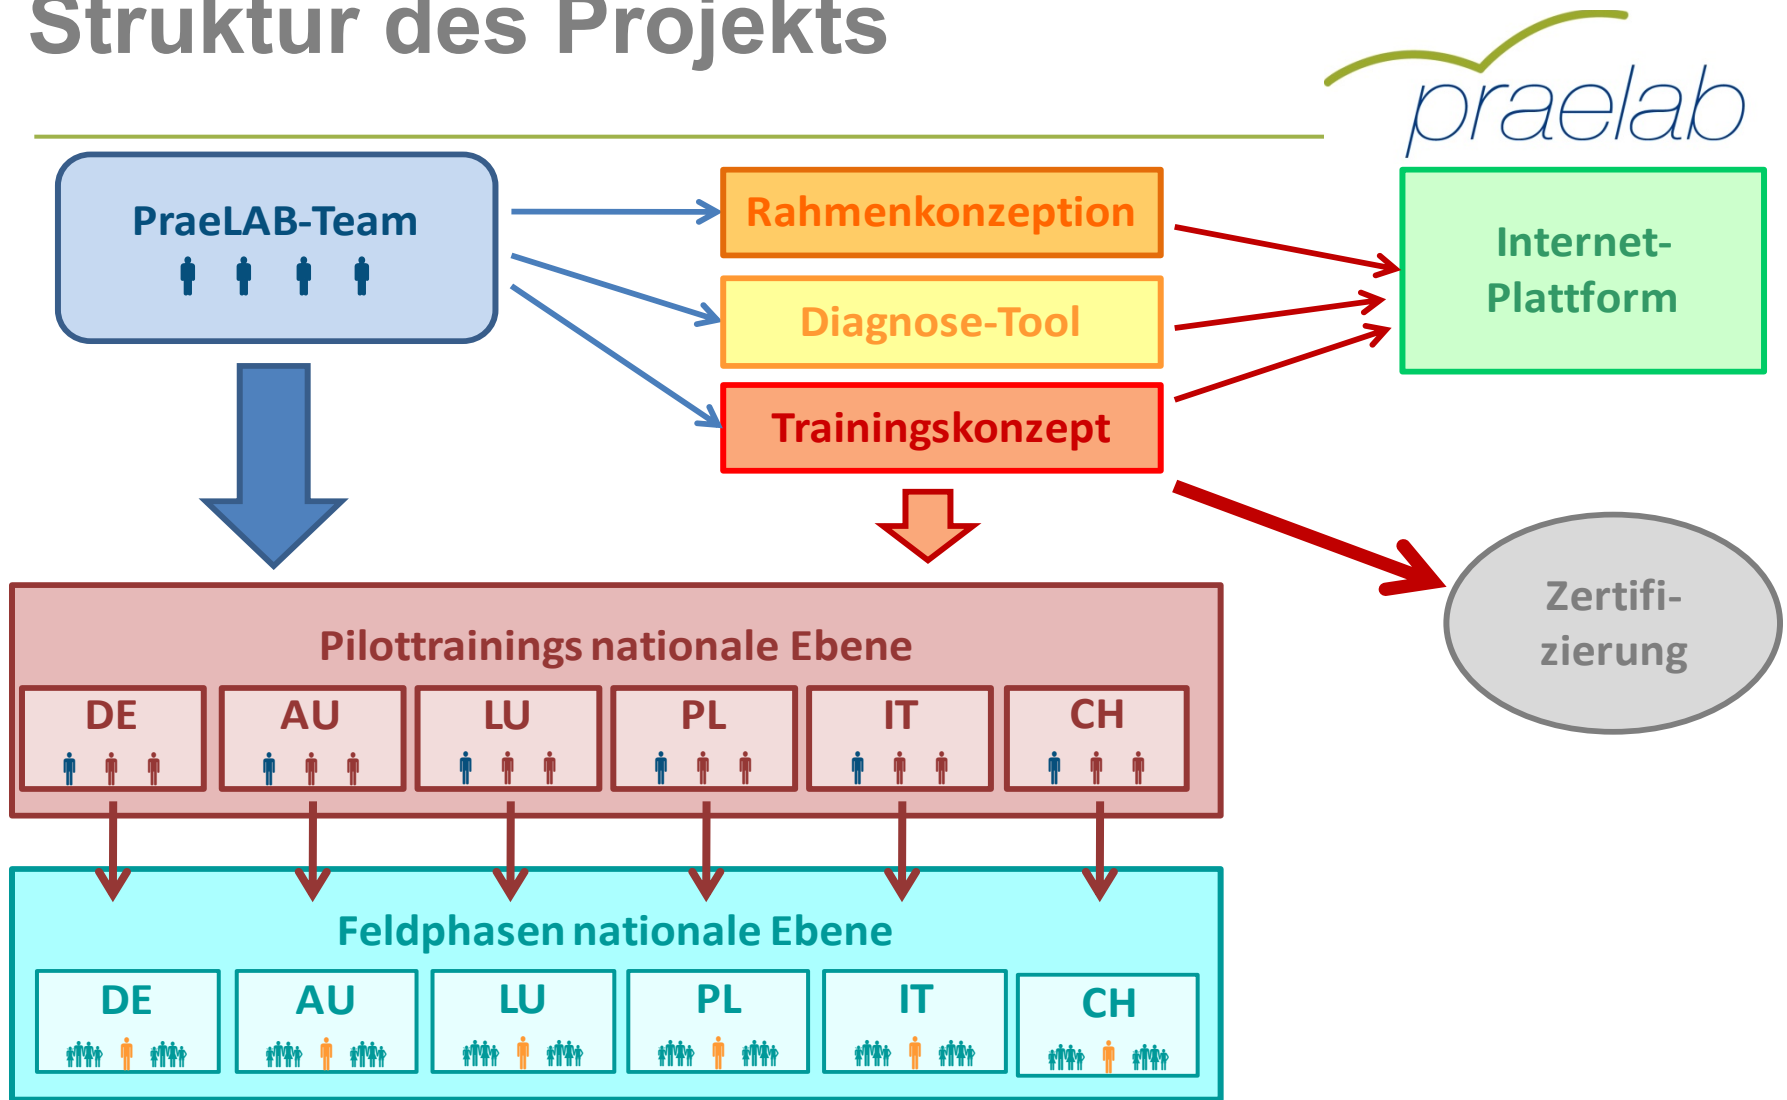 Struktur des Projekts
praelab
PraeLAB-Team
Rahmenkonzeption
Diagnose-Tool
Trainingskonzept
Internet-
Plattform
Zertifi-
zierung
Pilottrainings nationale Ebene
DE AU LU PL IT CH
Feldphasen nationale Ebene
DE AU LU PL IT CH